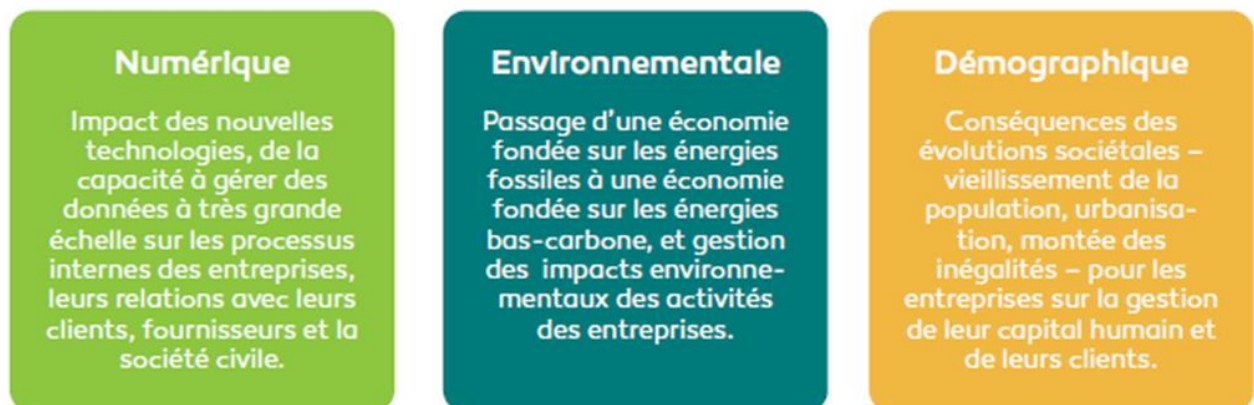 Numérique
Impact des nouvelles
technologies, de la
capacité à gérer des
données à très grande
échelle sur les processus
internes des entreprises,
leurs relations avec leurs
clients, fournisseurs et la
société civile.
Environnementale
Passage d'une économie
fondée sur les énergies
fossiles à une économie
fondée sur les énergies
bas-carbone, et gestion
des impacts environne-
mentaux des activités
des entreprises.
Démographique
Conséquences des
évolutions sociétales –
vieillissement de la
population, urbanisa-
tion, montée des
inégalités – pour les
entreprises sur la gestion
de leur capital humain et
de leurs clients.